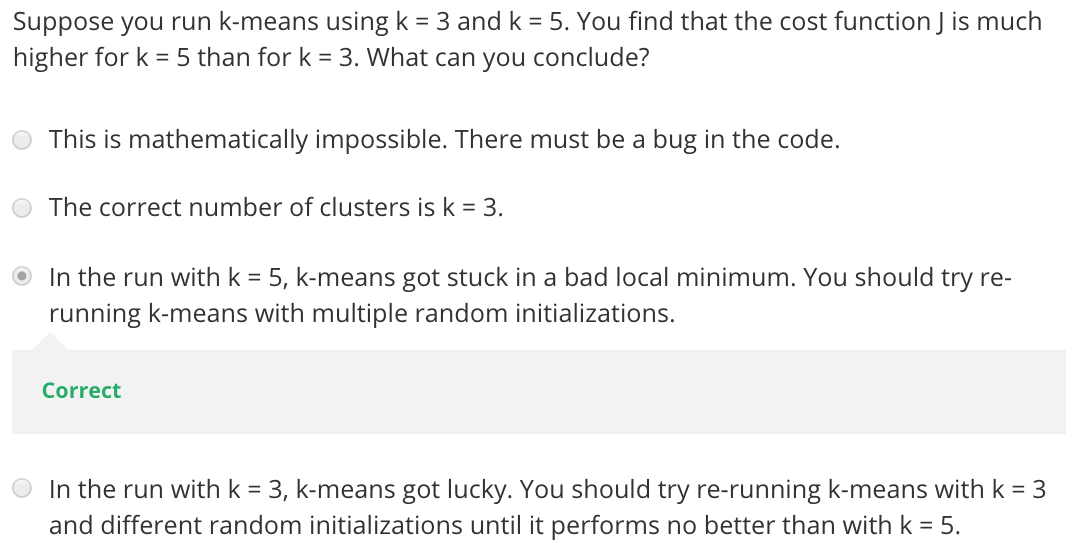 Suppose you run k-means using k = 3 and k = 5. You find that the cost function J is much
higher for k = 5 than for k = 3. What can you conclude?
This is mathematically impossible. There must be a bug in the code.
The correct number of clusters is k = 3.
In the run with k = 5, k-means got stuck in a bad local minimum. You should try re-
running k-means with multiple random initializations.
Correct
In the run with k = 3, k-means got lucky. You should try re-running k-means with k = 3
and different random initializations until it performs no better than with k = 5.